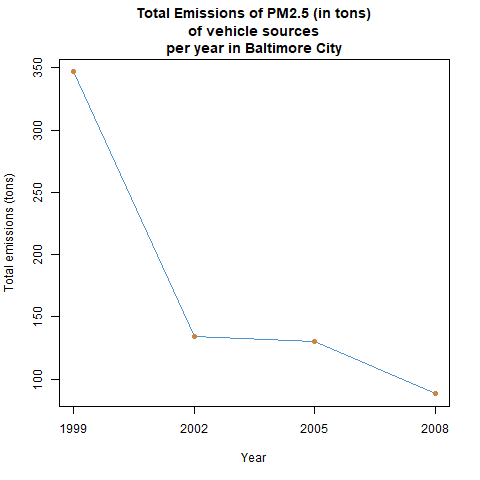 Total Emissions of PM2.5 (in tons)
of vehicle sources
per year in Baltimore City
Total emissions (tons)
350
300
250
200
150
100
1999
2002
2005
2008
Year